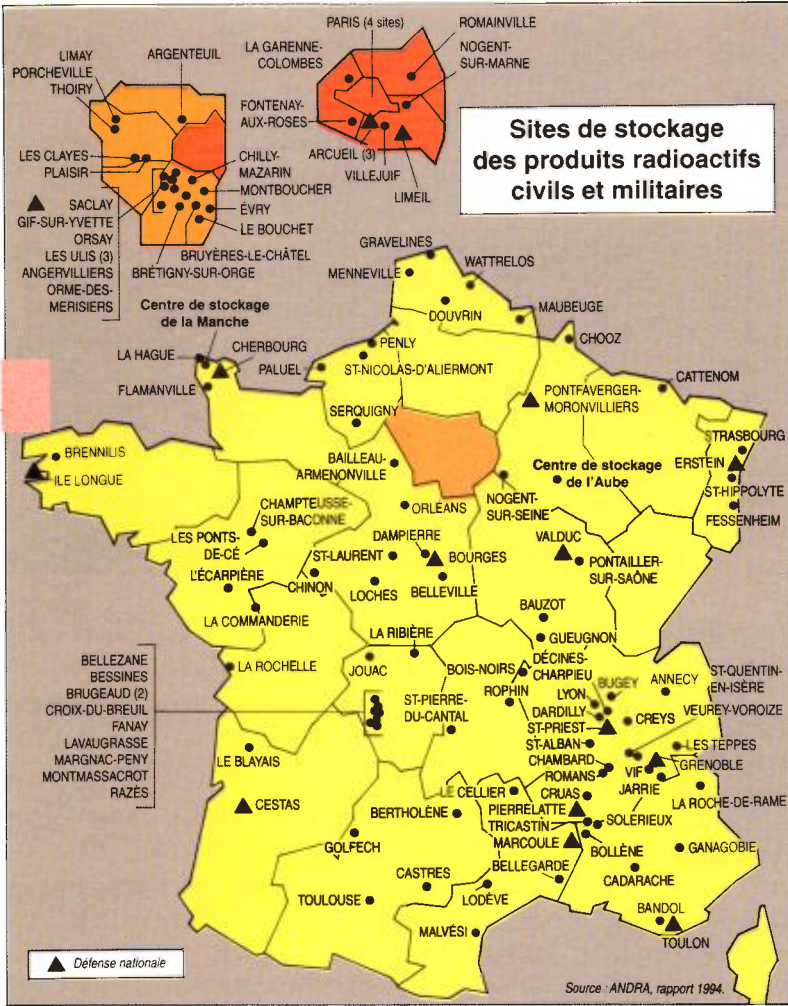 Sites de stockage
des produits radioactifs
civils et militaires
LIMAY
PORCHEVILLE
THOIRY
ARGENTEUIL
LES CLAYES
PLAISIR
SACLAY
GIF-SUR-YVETTE
ORSAY
LES ULIS (3)
ANGERVILLIERS
ORME-DES-
MERISIERS
CHILLY-
MAZARIN
MONTBOUCHER
ÉVRY
LE BOUCHET
BRUYÈRES-LE-CHÂTEL
BRÉTIGNY-SUR-ORGE
PARIS (4 sites)
LA GARENNE-
COLOMBES
ROMAINVILLE
NOGENT-
SUR-MARNE
FONTENAY-
AUX-ROSES
ARCUEIL (3)
VILLEJUIF
LIMEIL
GRAVELINES
MENNEVILLE
WATTRELOS
DOUVRIN
MAUBEUGE
CHOOZ
Centre de stockage
de la Manche
LA HAGUE
CHERBOURG
FLAMANVILLE
PALUEL
PENLY
ST-NICOLAS-D'ALIERMONT
SERQUIGNY
CATTENOM
PONTFAVERGER-
MORONVILLIERS
STRASBOURG
ERSTEIN
ST-HIPPOLYTE
FESSENHEIM
BRENNILIS
ILE LONGUE
BAILLEAU-
ARMENONVILLE
Centre de stockage
de l'Aube
NOGENT-
SUR-SEINE
CHAMPTEUSSE-
SUR-BACONNE
ORLÉANS
LES PONTS-
DE-CÉ
DAMPIERRE
ST-LAURENT
BOURGES
VALDUC
PONTAILLER-
SUR-SAÔNE
L'ÉCARPIÈRE
CHINON
LOCHES
BELLEVILLE
LA COMMANDERIE
BAUZOT
GUEUGNON
LA RIBIÈRE
LA ROCHELLE
JOUAC
BOIS-NOIRS
DÉCINES-
CHARPIEU
ROPHIN
BUGEY
LYON
DARDILLY
ST-PRIEST
ANNECY
ST-QUENTIN-
EN-ISÈRE
CREYS
VEUREY-VOROIZE
ST-ALBAN
LES TEPPES
CHAMBARD
GRENOBLE
ROMANS
VIF
JARRIE
LA ROCHE-DE-RAME
BELLEZANE
BESSINES
BRUGEAUD (2)
CROIX-DU-BREUIL
FANAY
LAVAUGRASSE
MARGNAC-PENY
MONTMASSACROT
RAZÈS
ST-PIERRE-
DU-CANTAL
LE BLAYAIS
CESTAS
LE CELLIER
CRUAS
BERTHOLÈNE
PIERRELATTE
TRICASTIN
SOLERIEUX
MARCOULE
BOLLÈNE
GANAGOBIE
GOLFECH
BELLEGARDE
CADARACHE
CASTRES
LODÈVE
TOULOUSE
MALVÉSI
BANDOL
TOULON
Défense nationale
Source : ANDRA, rapport 1994.